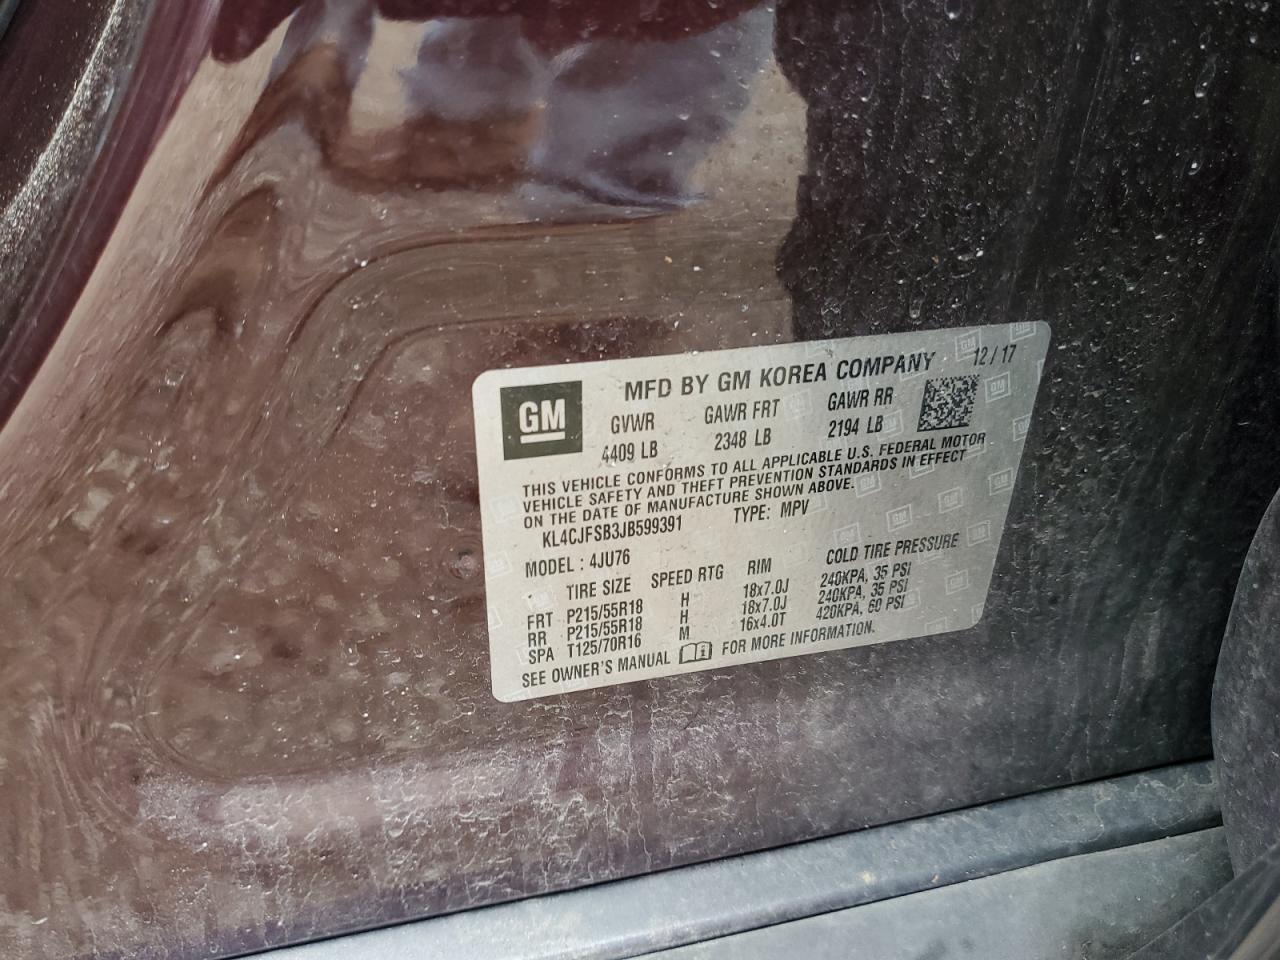 GM
MFD BY GM KOREA COMPANY 12/17
GVWR GAWR FRT GAWR RR
4409 LB 2348 LB 2194 LB
THIS VEHICLE CONFORMS TO ALL APPLICABLE U.S. FEDERAL MOTOR
VEHICLE SAFETY AND THEFT PREVENTION STANDARDS IN EFFECT
ON THE DATE OF MANUFACTURE SHOWN ABOVE.
KL4CJFSB3JB599391 TYPE: MPV
MODEL : 4JU76
TIRE SIZE SPEED RTG RIM COLD TIRE PRESSURE
FRT P215/55R18 H 18x7.0J 240KPA, 35 PSI
RR P215/55R18 H 18x7.0J 240KPA, 35 PSI
SPA T125/70R16 M 16x4.0T 420KPA, 60 PSI
SEE OWNER'S MANUAL FOR MORE INFORMATION.